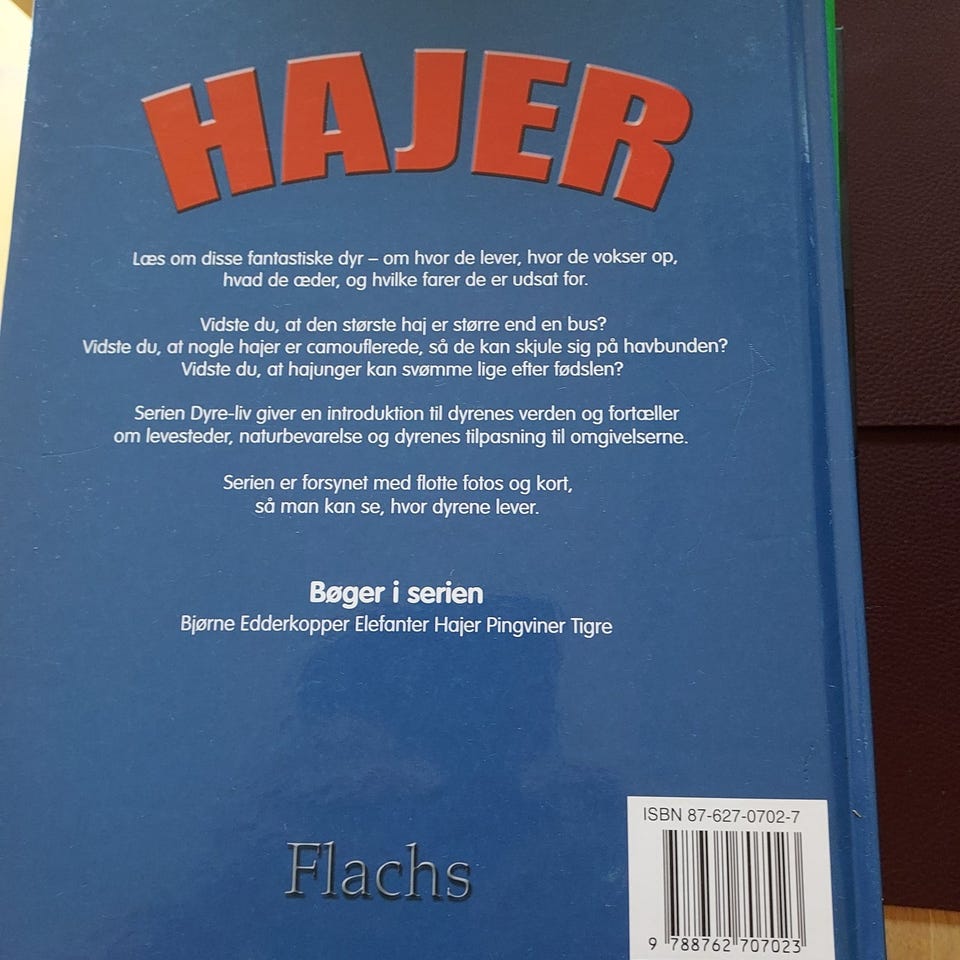 HAJER
Læs om disse fantastiske dyr – om hvor de lever, hvor de vokser op,
hvad de æder, og hvilke farer de er udsat for.
Vidste du, at den største haj er større end en bus?
Vidste du, at nogle hajer er camouflerede, så de kan skjule sig på havbunden?
Vidste du, at hajunger kan svømme lige efter fødslen?
Serien Dyre-liv giver en introduktion til dyrenes verden og fortæller
om levesteder, naturbevarelse og dyrenes tilpasning til omgivelserne.
Serien er forsynet med flotte fotos og kort,
så man kan se, hvor dyrene lever.
Bøger i serien
Bjørne Edderkopper Elefanter Hajer Pingviner Tigre
Flachs
ISBN 87-627-0702-7
9 788762 707023